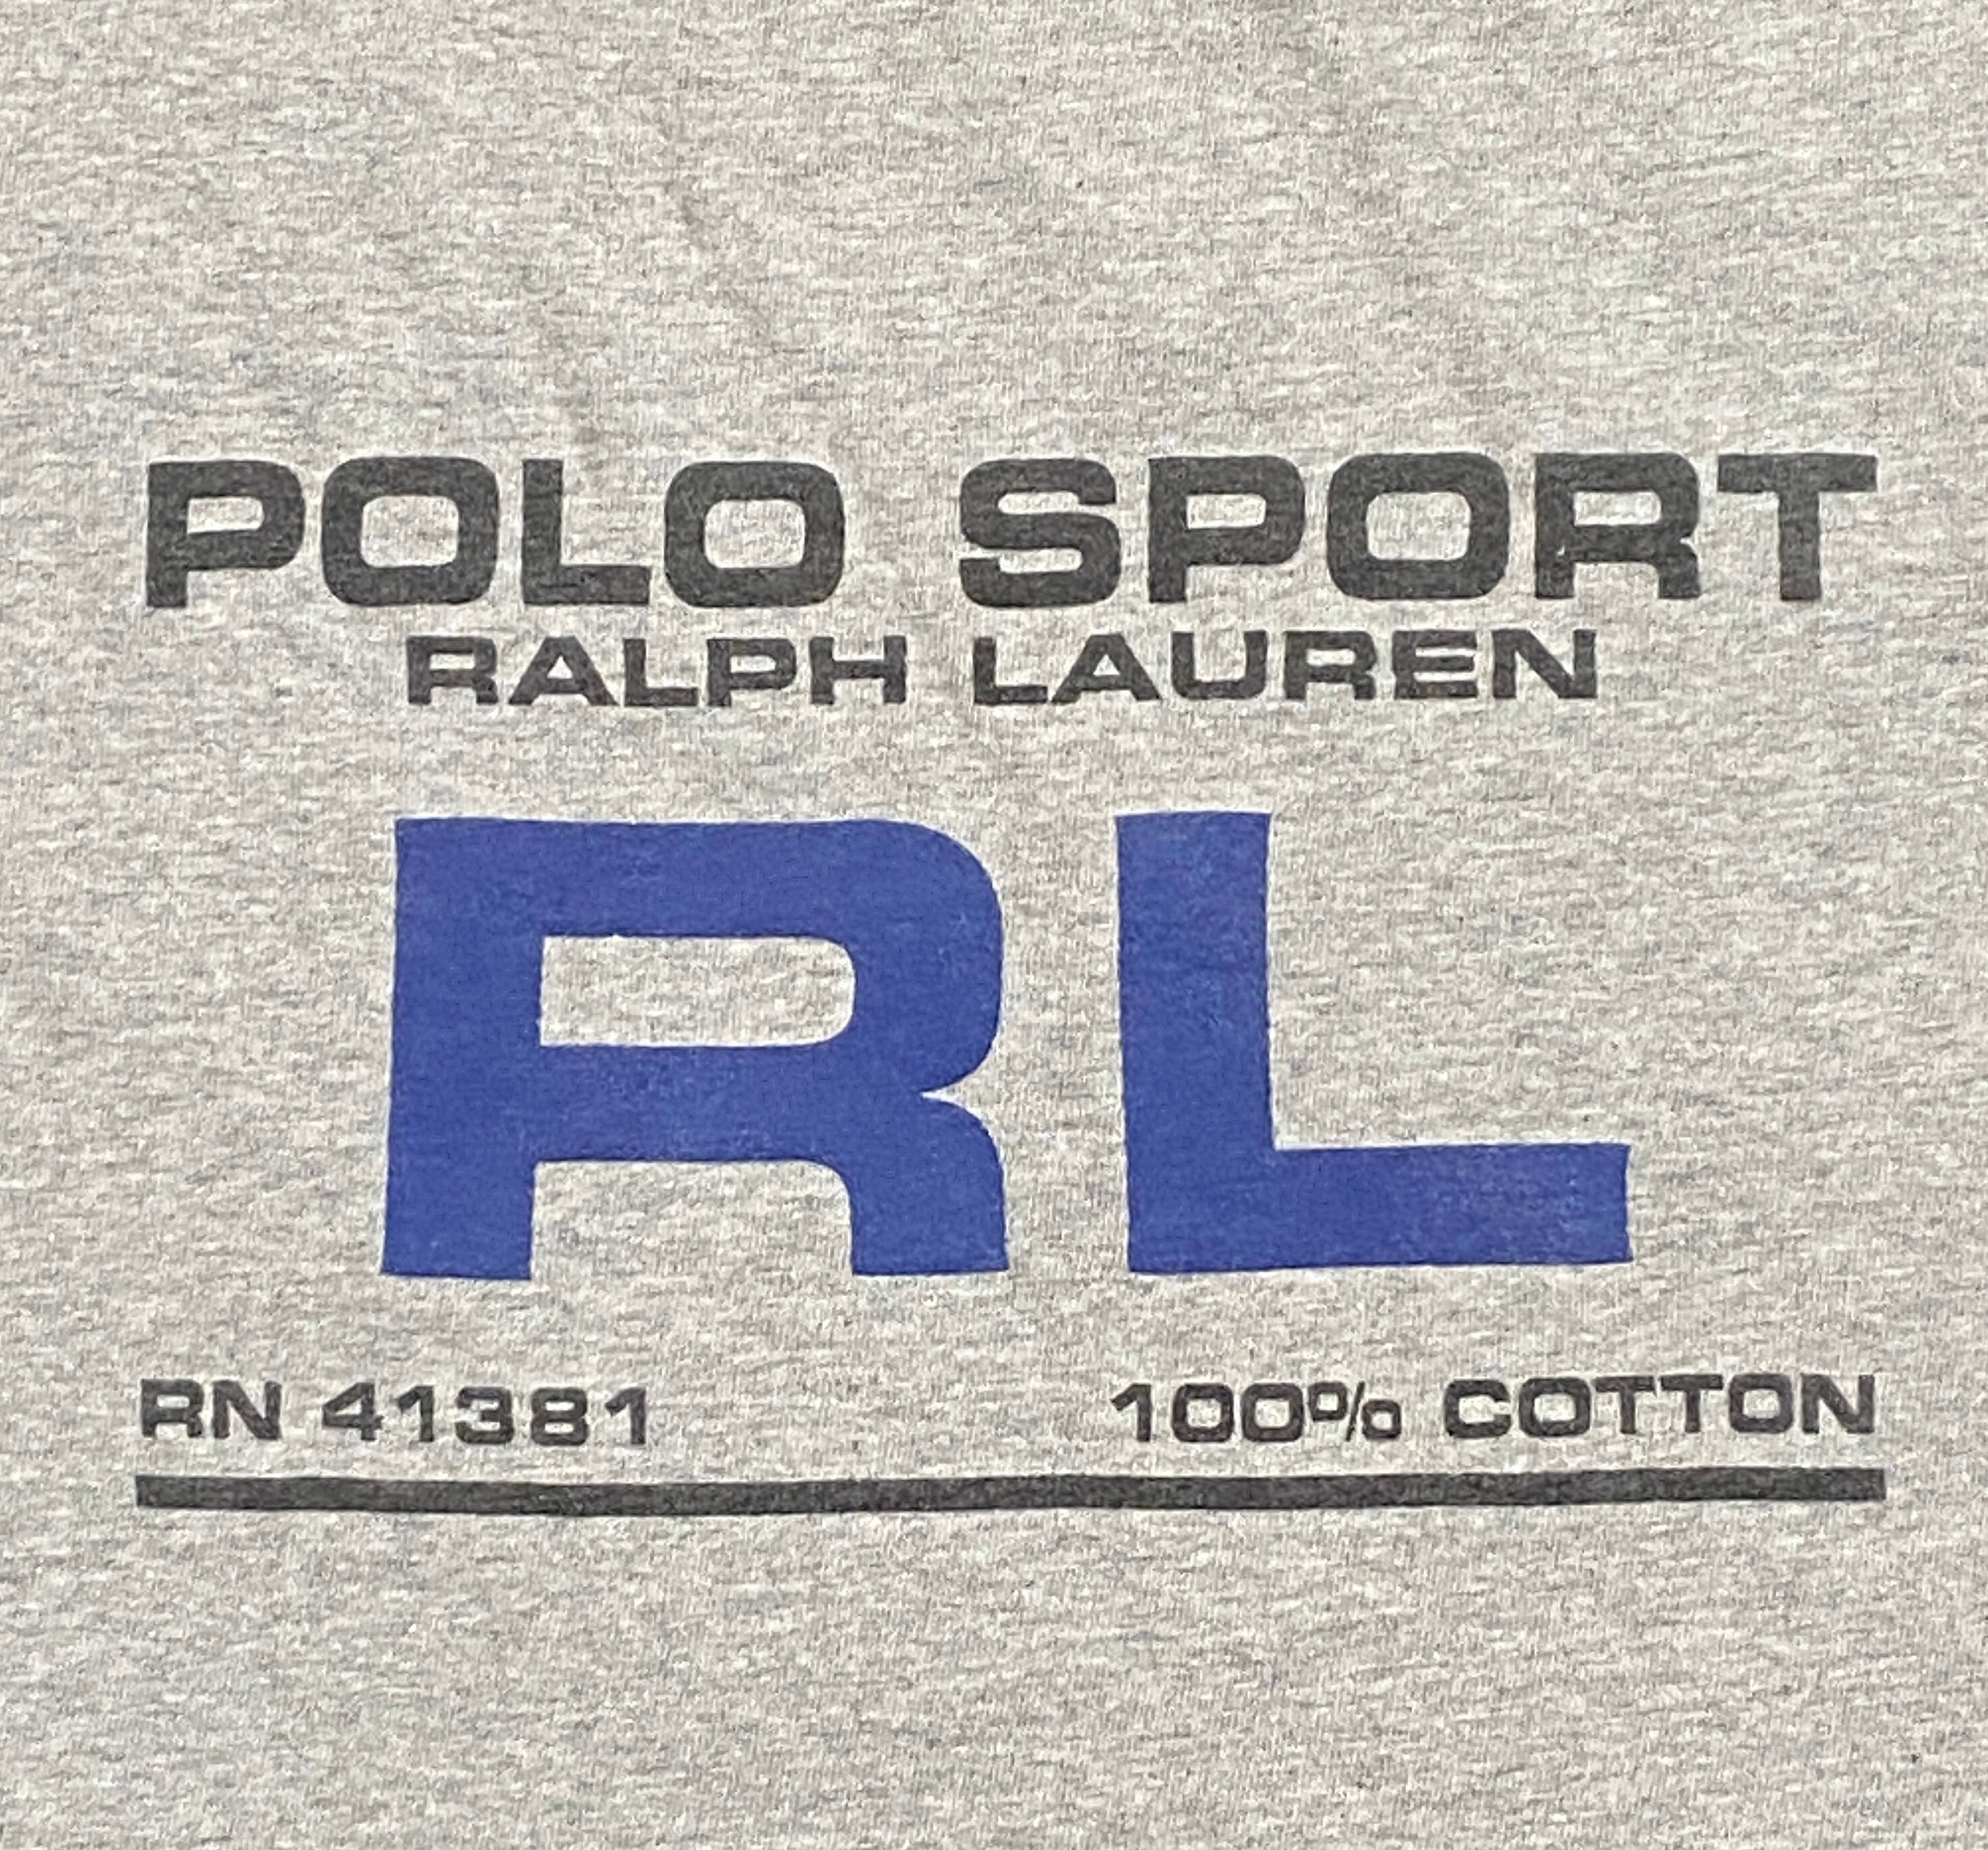 POLO SPORT
RALPH LAUREN
RL
RN 41381 100% COTTON